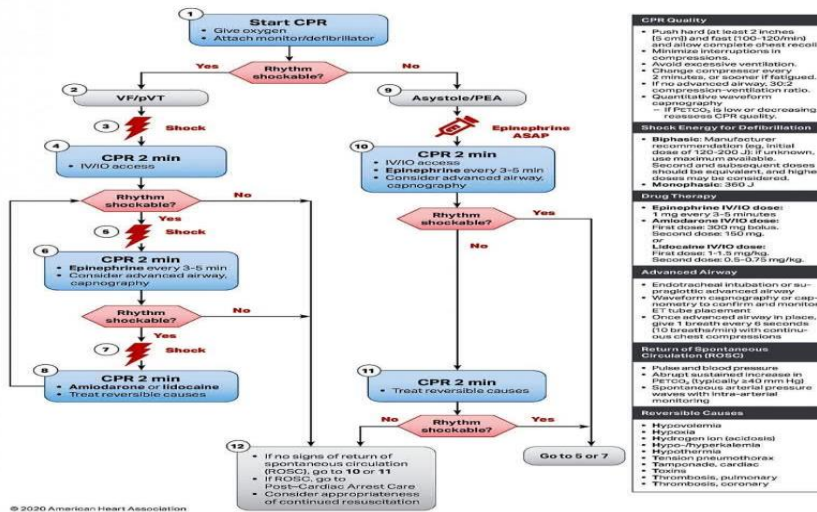 1
Start CPR
• Give oxygen
• Attach monitor/defibrillator
Yes
Rhythm
shockable?
No
2
VF/pVT
9
Asystole/PEA
3
Shock
Epinephrine
ASAP
4
CPR 2 min
• IV/IO access
10
CPR 2 min
• IV/IO access
• Epinephrine every 3-5 min
• Consider advanced airway,
capnography
Rhythm
shockable?
No
Yes
5
Shock
Rhythm
shockable?
Yes
No
6
CPR 2 min
• Epinephrine every 3-5 min
• Consider advanced airway,
capnography
Rhythm
shockable?
No
Yes
7
Shock
8
CPR 2 min
• Amiodarone or lidocaine
• Treat reversible causes
11
CPR 2 min
• Treat reversible causes
No
Rhythm
shockable?
Yes
12
• If no signs of return of
spontaneous circulation
(ROSC), go to 10 or 11
• If ROSC, go to
Post–Cardiac Arrest Care
• Consider appropriateness
of continued resuscitation
Go to 5 or 7
© 2020 American Heart Association
CPR Quality
• Push hard (at least 2 inches
[5 cm]) and fast (100-120/min)
and allow complete chest recoil.
• Minimize interruptions in
compressions.
• Avoid excessive ventilation.
• Change compressor every
2 minutes, or sooner if fatigued.
• If no advanced airway, 30:2
compression-ventilation ratio.
• Quantitative waveform
capnography
– If PETCO₂ is low or decreasing,
reassess CPR quality.
Shock Energy for Defibrillation
• Biphasic: Manufacturer
recommendation (eg, initial
dose of 120-200 J); if unknown,
use maximum available.
Second and subsequent doses
should be equivalent, and higher
doses may be considered.
• Monophasic: 360 J
Drug Therapy
• Epinephrine IV/IO dose:
1 mg every 3-5 minutes
• Amiodarone IV/IO dose:
First dose: 300 mg bolus.
Second dose: 150 mg.
or
Lidocaine IV/IO dose:
First dose: 1-1.5 mg/kg.
Second dose: 0.5-0.75 mg/kg.
Advanced Airway
• Endotracheal intubation or su-
praglottic advanced airway
• Waveform capnography or cap-
nometry to confirm and monitor
ET tube placement
• Once advanced airway in place,
give 1 breath every 6 seconds
(10 breaths/min) with continu-
ous chest compressions
Return of Spontaneous
Circulation (ROSC)
• Pulse and blood pressure
• Abrupt sustained increase in
PETCO₂ (typically ≥40 mm Hg)
• Spontaneous arterial pressure
waves with intra-arterial
monitoring
Reversible Causes
• Hypovolemia
• Hypoxia
• Hydrogen ion (acidosis)
• Hypo-/hyperkalemia
• Hypothermia
• Tension pneumothorax
• Tamponade, cardiac
• Toxins
• Thrombosis, pulmonary
• Thrombosis, coronary